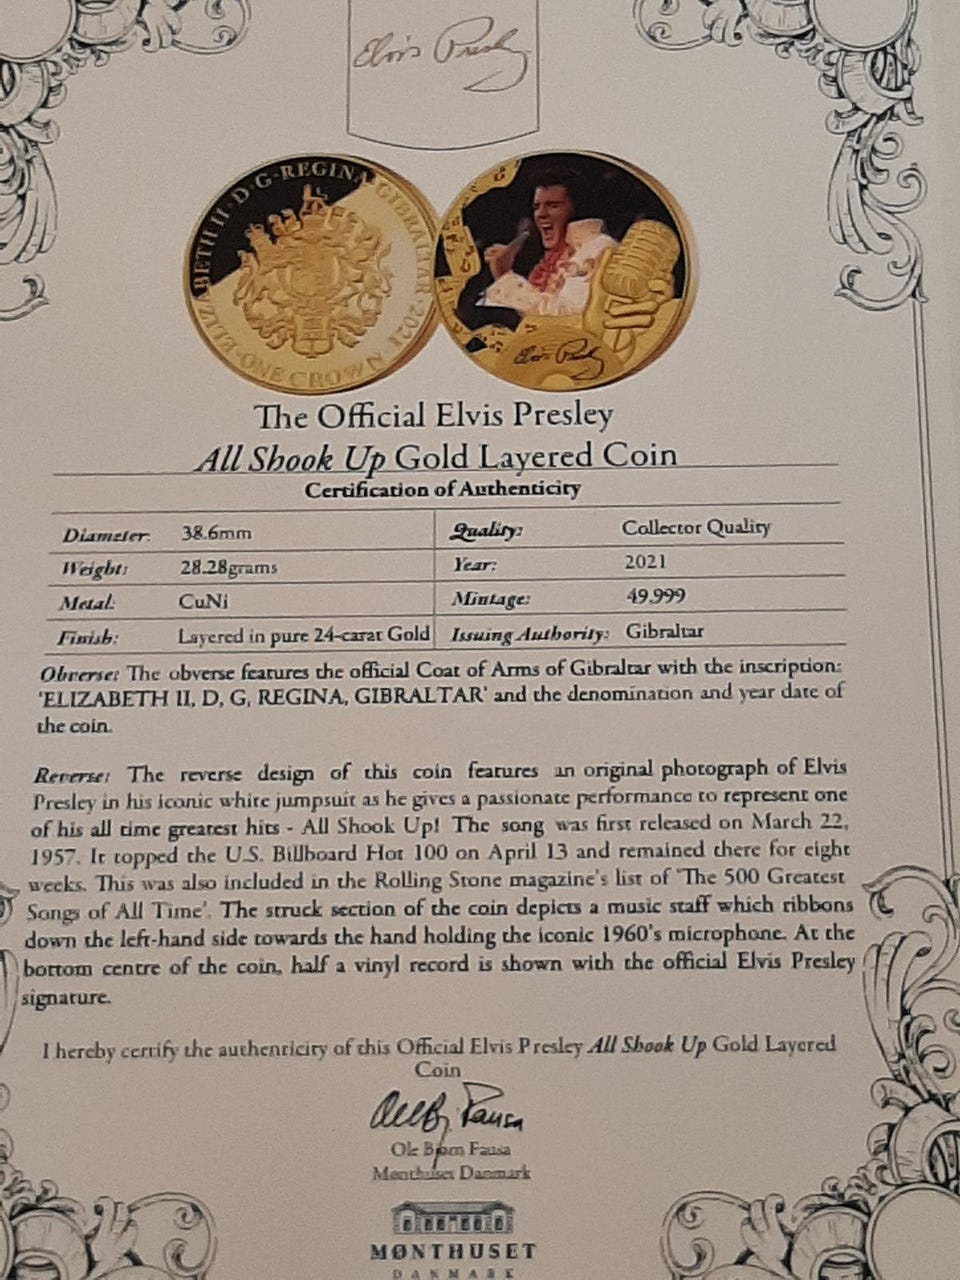 Elvis Presley
ELIZABETH II · D · G · REGINA · GIBRALTAR · 2021 · ONE CROWN
Elvis Presley
The Official Elvis Presley
All Shook Up Gold Layered Coin
Certification of Authenticity
Diameter: 38.6mm Quality: Collector Quality
Weight: 28.28grams Year: 2021
Metal: CuNi Mintage: 49.999
Finish: Layered in pure 24-carat Gold Issuing Authority: Gibraltar
Obverse: The obverse features the official Coat of Arms of Gibraltar with the inscription:
'ELIZABETH II, D, G, REGINA, GIBRALTAR' and the denomination and year date of
the coin.
Reverse: The reverse design of this coin features an original photograph of Elvis
Presley in his iconic white jumpsuit as he gives a passionate performance to represent one
of his all time greatest hits - All Shook Up! The song was first released on March 22,
1957. It topped the U.S. Billboard Hot 100 on April 13 and remained there for eight
weeks. This was also included in the Rolling Stone magazine's list of 'The 500 Greatest
Songs of All Time'. The struck section of the coin depicts a music staff which ribbons
down the left-hand side towards the hand holding the iconic 1960's microphone. At the
bottom centre of the coin, half a vinyl record is shown with the official Elvis Presley
signature.
I hereby certify the authenticity of this Official Elvis Presley All Shook Up Gold Layered
Coin
Ole Bjørn Fausa
Mønthuset Danmark
MØNTHUSET
DANMARK